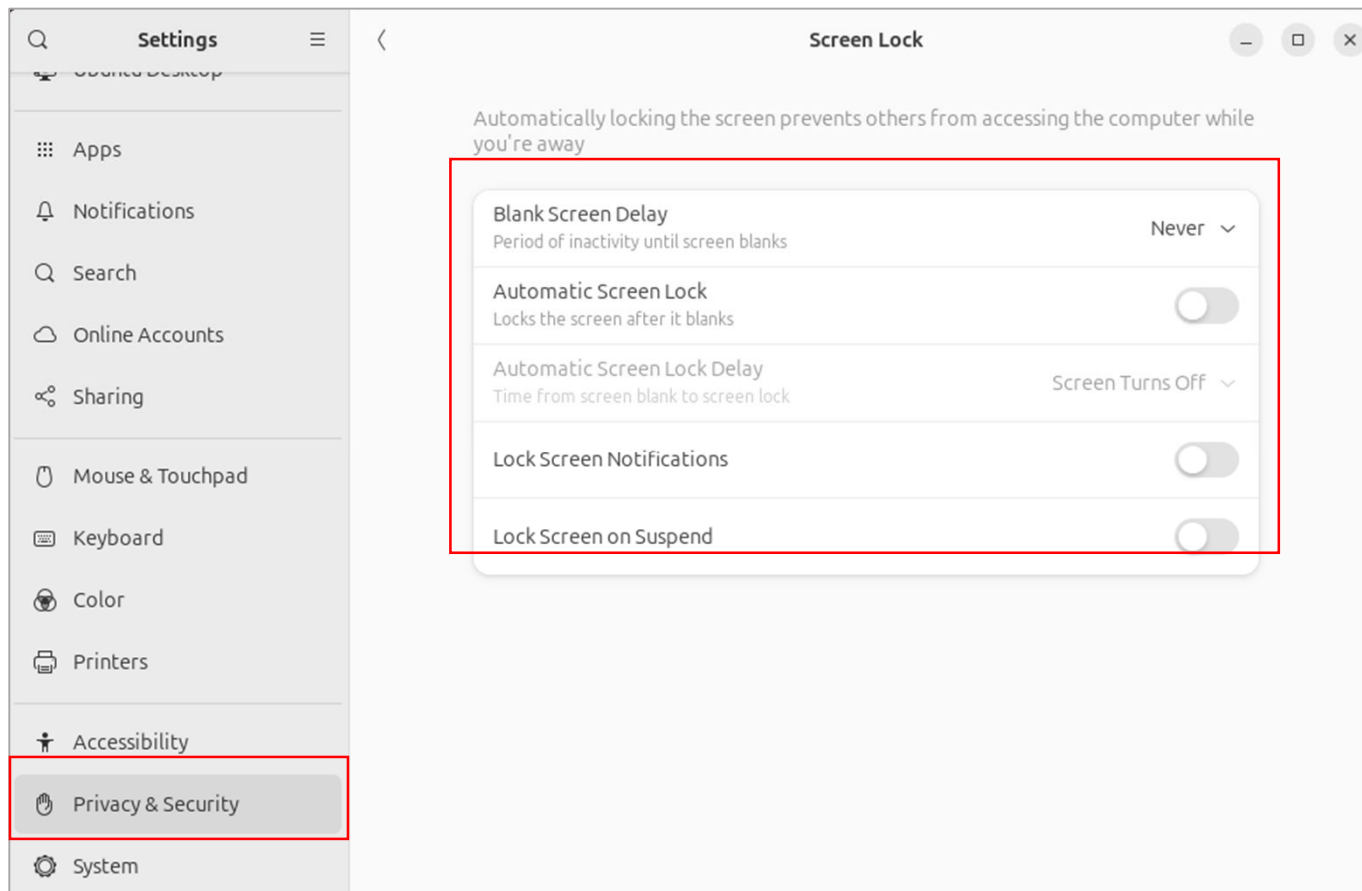 Settings
Ubuntu Desktop
Apps
Notifications
Search
Online Accounts
Sharing
Mouse & Touchpad
Keyboard
Color
Printers
Accessibility
Privacy & Security
System
Screen Lock
Automatically locking the screen prevents others from accessing the computer while
you're away
Blank Screen Delay
Period of inactivity until screen blanks
Never
Automatic Screen Lock
Locks the screen after it blanks
Automatic Screen Lock Delay
Time from screen blank to screen lock
Screen Turns Off
Lock Screen Notifications
Lock Screen on Suspend